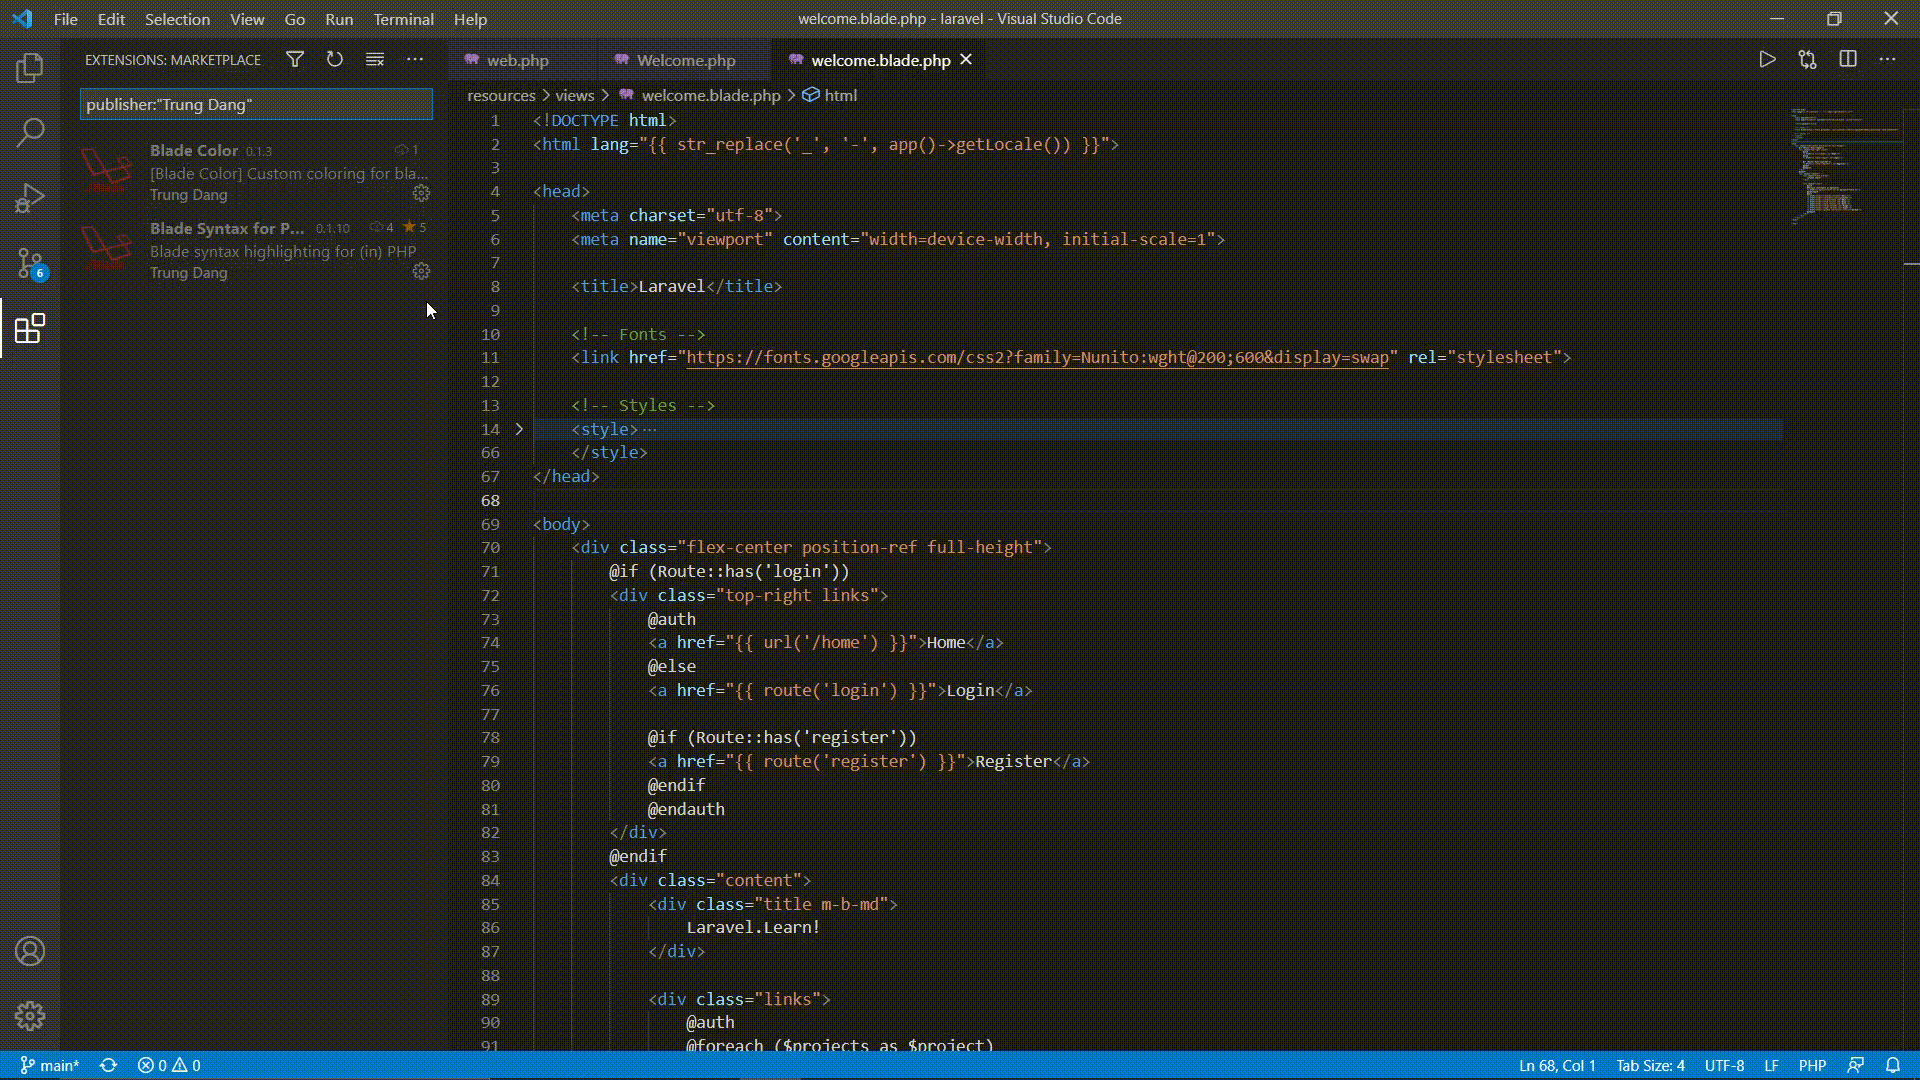 File Edit Selection View Go Run Terminal Help
welcome.blade.php - laravel - Visual Studio Code
EXTENSIONS: MARKETPLACE
publisher:"Trung Dang"
Blade Color 0.1.3 1
[Blade Color] Custom coloring for bla...
Trung Dang
Blade Syntax for P... 0.1.10 4 ★ 5
Blade syntax highlighting for (in) PHP
Trung Dang
6
web.php Welcome.php welcome.blade.php
resources > views > welcome.blade.php > html
1 <!DOCTYPE html>
2 <html lang="{{ str_replace('_', '-', app()->getLocale()) }}">
3
4 <head>
5 <meta charset="utf-8">
6 <meta name="viewport" content="width=device-width, initial-scale=1">
7
8 <title>Laravel</title>
9
10 <!-- Fonts -->
11 <link href="https://fonts.googleapis.com/css2?family=Nunito:wght@200;600&display=swap" rel="stylesheet">
12
13 <!-- Styles -->
14 <style>···
66 </style>
67 </head>
68
69 <body>
70 <div class="flex-center position-ref full-height">
71 @if (Route::has('login'))
72 <div class="top-right links">
73 @auth
74 <a href="{{ url('/home') }}">Home</a>
75 @else
76 <a href="{{ route('login') }}">Login</a>
77
78 @if (Route::has('register'))
79 <a href="{{ route('register') }}">Register</a>
80 @endif
81 @endauth
82 </div>
83 @endif
84 <div class="content">
85 <div class="title m-b-md">
86 Laravel.Learn!
87 </div>
88
89 <div class="links">
90 @auth
91 @foreach ($projects as $project)
main* 0 0
Ln 68, Col 1 Tab Size: 4 UTF-8 LF PHP